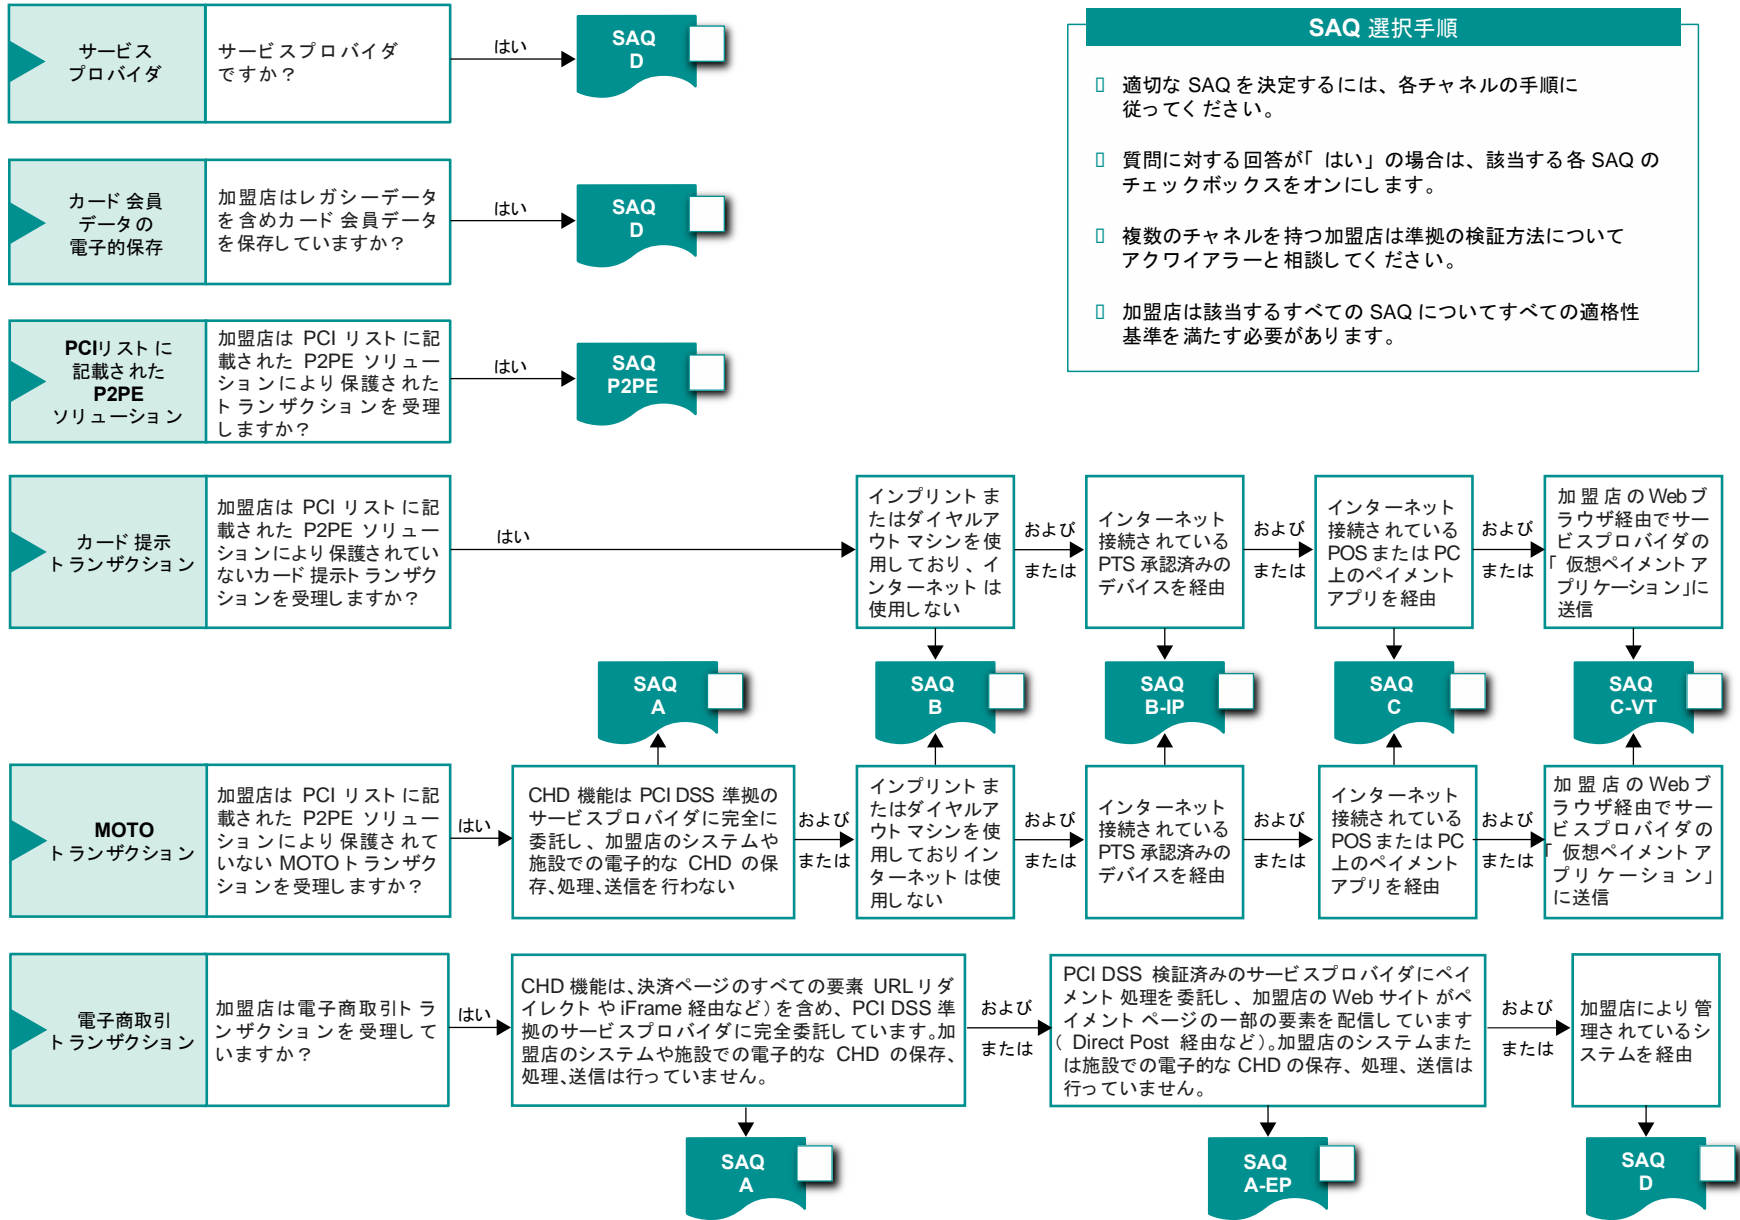 サービス
プロバイダ
サービスプロバイダ
ですか？
はい
SAQ
D
SAQ 選択手順
適切な SAQ を決定するには、各チャネルの手順に
従ってください。
質問に対する回答が「はい」の場合は、該当する各 SAQ の
チェックボックスをオンにします。
複数のチャネルを持つ加盟店は準拠の検証方法について
アクワイアラーと相談してください。
加盟店は該当するすべての SAQ についてすべての適格性
基準を満たす必要があります。
カード会員
データの
電子的保存
加盟店はレガシーデータ
を含めカード会員データ
を保存していますか？
はい
SAQ
D
PCIリストに
記載された
P2PE
ソリューション
加盟店は PCI リストに記
載された P2PE ソリュー
ションにより保護された
トランザクションを受理
しますか？
はい
SAQ
P2PE
カード提示
トランザクション
加盟店は PCI リストに記
載された P2PE ソリュー
ションにより保護されてい
ないカード提示トランザク
ションを受理しますか？
はい
インプリントま
たはダイヤルア
ウトマシンを使
用しており、イ
ンターネットは
使用しない
および
または
インターネット
接続されている
PTS 承認済みの
デバイスを経由
および
または
インターネット
接続されている
POS または PC
上のペイメント
アプリを経由
および
または
加盟店の Web ブ
ラウザ経由でサー
ビスプロバイダの
「仮想ペイメントア
プリケーション」に
送信
SAQ
A
SAQ
B
SAQ
B-IP
SAQ
C
SAQ
C-VT
MOTO
トランザクション
加盟店は PCI リストに記
載された P2PE ソリュー
ションにより保護されて
いない MOTO トランザク
ションを受理しますか？
はい
CHD 機能は PCI DSS 準拠の
サービスプロバイダに完全に
委託し、加盟店のシステムや
施設での電子的な CHD の保
存、処理、送信を行わない
および
または
インプリントま
たはダイヤルア
ウトマシンを使
用しておりイン
ターネットは使
用しない
および
または
インターネット
接続されている
PTS 承認済みの
デバイスを経由
および
または
インターネット
接続されている
POS または PC
上のペイメント
アプリを経由
および
または
加盟店の Web ブ
ラウザ経由でサー
ビスプロバイダの
「仮想ペイメントア
プリケーション」
に送信
電子商取引
トランザクション
加盟店は電子商取引トラ
ンザクションを受理して
いますか？
はい
CHD 機能は、決済ページのすべての要素 URL リダ
イレクトや iFrame 経由など）を含め、PCI DSS 準
拠のサービスプロバイダに完全委託しています。加
盟店のシステムや施設での電子的な CHD の保存、
処理、送信は行っていません。
および
または
PCI DSS 検証済みのサービスプロバイダにペイ
メント処理を委託し、加盟店の Web サイトがペ
イメントページの一部の要素を配信しています
（Direct Post 経由など）。加盟店のシステムまた
は施設での電子的な CHD の保存、処理、送信は
行っていません。
および
または
加盟店により管
理されているシ
ステムを経由
SAQ
A
SAQ
A-EP
SAQ
D